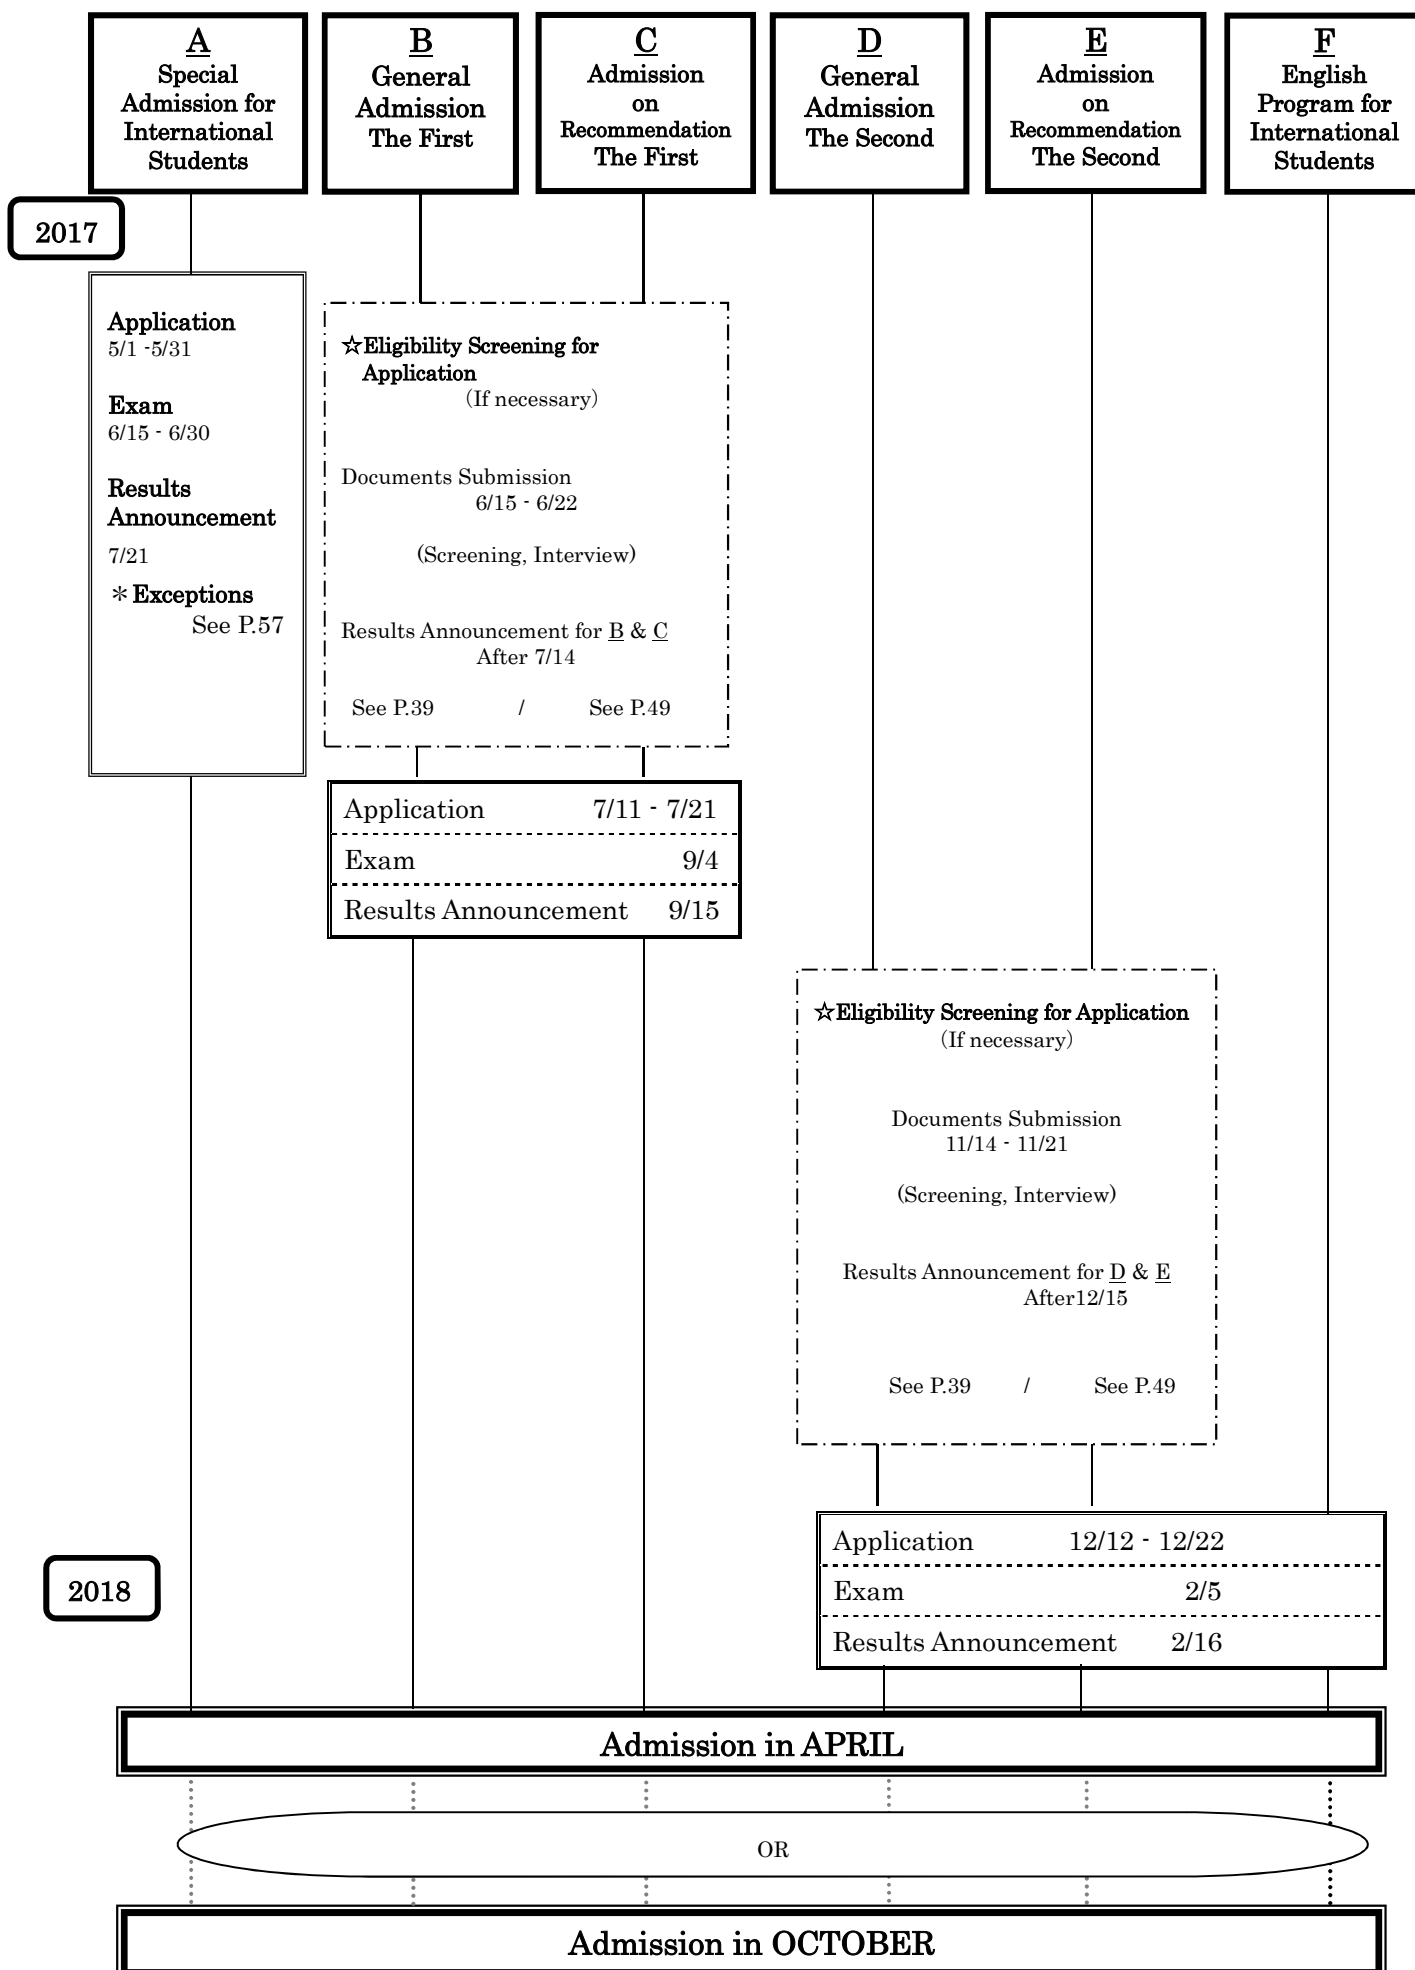 A
Special
Admission for
International
Students
B
General
Admission
The First
C
Admission
on
Recommendation
The First
D
General
Admission
The Second
E
Admission
on
Recommendation
The Second
F
English
Program for
International
Students
2017
Application
5/1 -5/31
Exam
6/15 - 6/30
Results
Announcement
7/21
＊Exceptions
See P.57
☆Eligibility Screening for
Application
(If necessary)
Documents Submission
6/15 - 6/22
(Screening, Interview)
Results Announcement for B & C
After 7/14
See P.39 / See P.49
Application 7/11 - 7/21
Exam 9/4
Results Announcement 9/15
☆Eligibility Screening for Application
(If necessary)
Documents Submission
11/14 - 11/21
(Screening, Interview)
Results Announcement for D & E
After12/15
See P.39 / See P.49
2018
Application 12/12 - 12/22
Exam 2/5
Results Announcement 2/16
Admission in APRIL
OR
Admission in OCTOBER